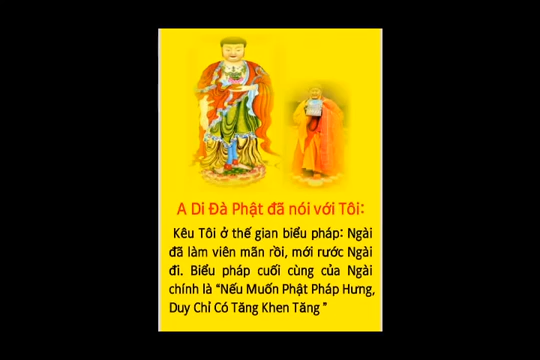 A Di Đà Phật đã nói với Tôi:
Kêu Tôi ở thế gian biểu pháp: Ngài
đã làm viên mãn rồi, mới rước Ngài
đi. Biểu pháp cuối cùng của Ngài
chính là “Nếu Muốn Phật Pháp Hưng,
Duy Chỉ Có Tăng Khen Tăng ”